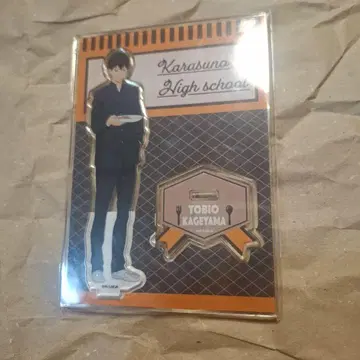 Karasuno
High school
TOBIO
KAGEYAMA